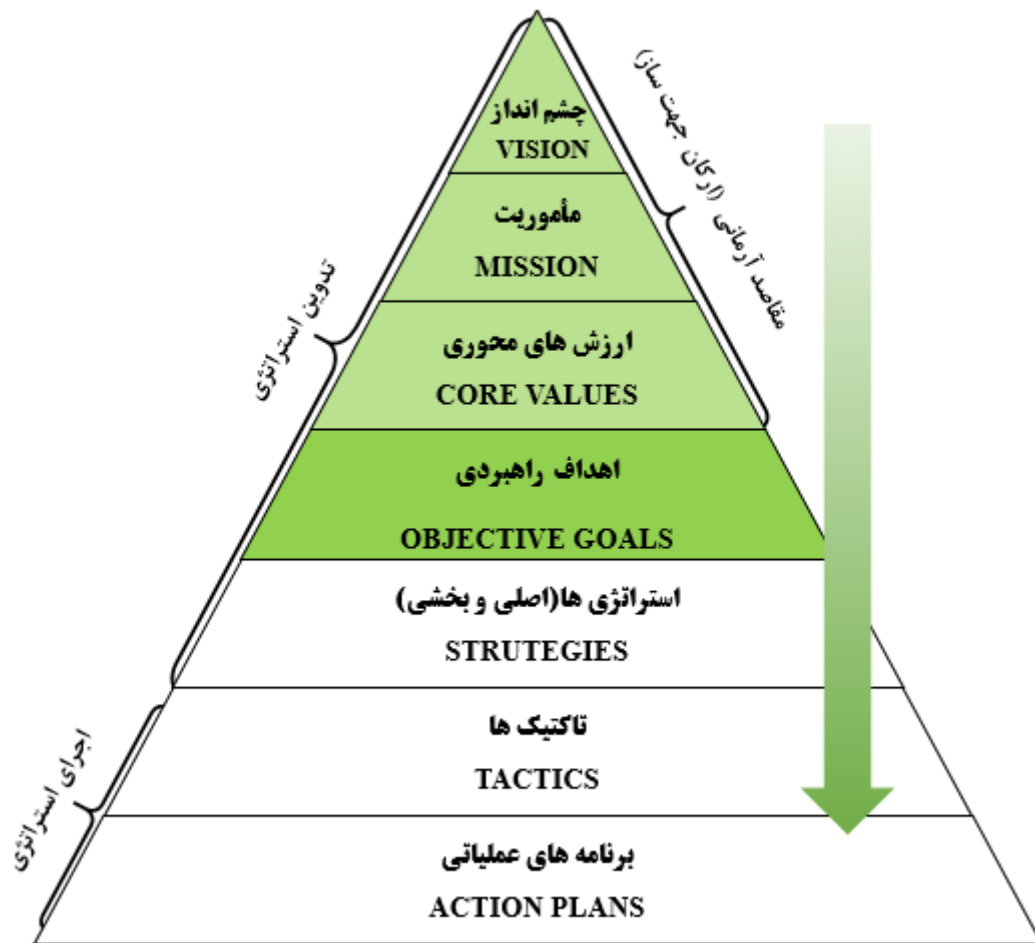 چشم انداز
VISION
مأموریت
MISSION
ارزش های محوری
CORE VALUES
اهداف راهبردی
OBJECTIVE GOALS
استراتژی ها(اصلی و بخشی)
STRUTEGIES
تاکتیک ها
TACTICS
برنامه های عملیاتی
ACTION PLANS
مقاصد آرمانی (ارکان جهت ساز)
تدوین استراتژی
اجرای استراتژی